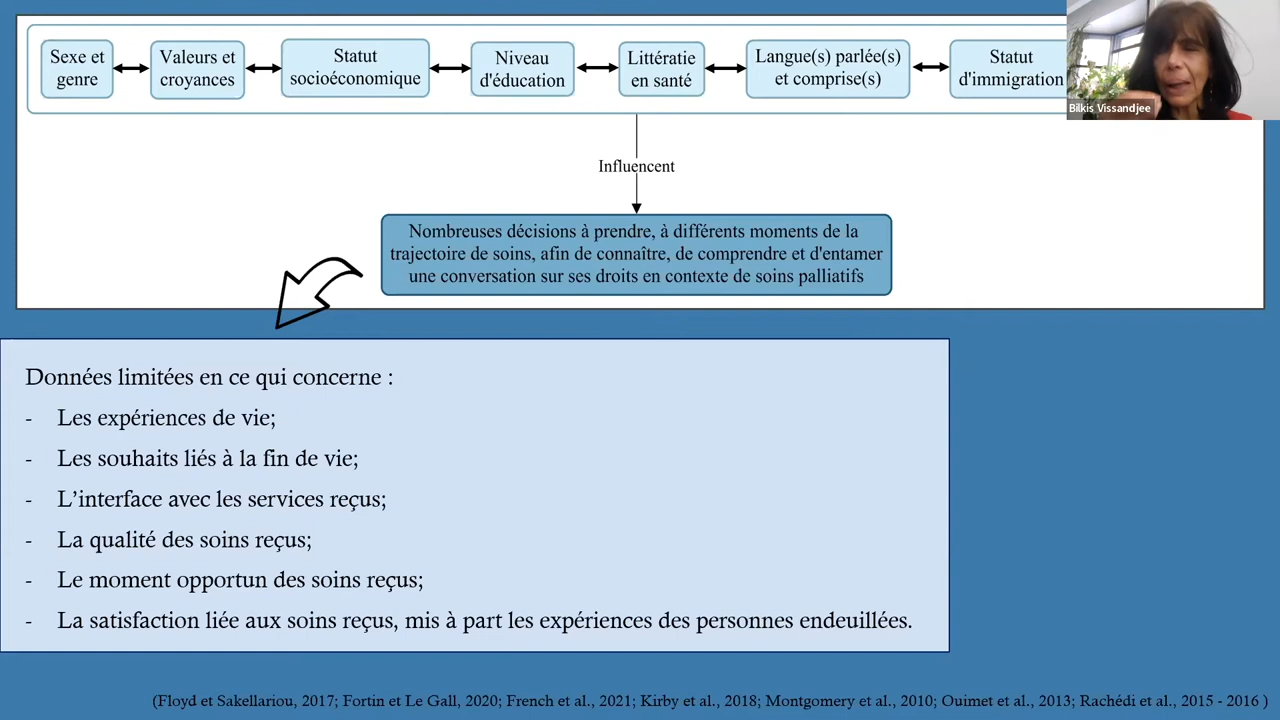 Sexe et
genre
Valeurs et
croyances
Statut
socioéconomique
Niveau
d'éducation
Littératie
en santé
Langue(s) parlée(s)
et comprise(s)
Statut
d'immigration
Bilkis Vissandjee
Influencent
Nombreuses décisions à prendre, à différents moments de la
trajectoire de soins, afin de connaître, de comprendre et d'entamer
une conversation sur ses droits en contexte de soins palliatifs
Données limitées en ce qui concerne :
- Les expériences de vie;
- Les souhaits liés à la fin de vie;
- L'interface avec les services reçus;
- La qualité des soins reçus;
- Le moment opportun des soins reçus;
- La satisfaction liée aux soins reçus, mis à part les expériences des personnes endeuillées.
(Floyd et Sakellariou, 2017; Fortin et Le Gall, 2020; French et al., 2021; Kirby et al., 2018; Montgomery et al., 2010; Ouimet et al., 2013; Rachédi et al., 2015 - 2016 )